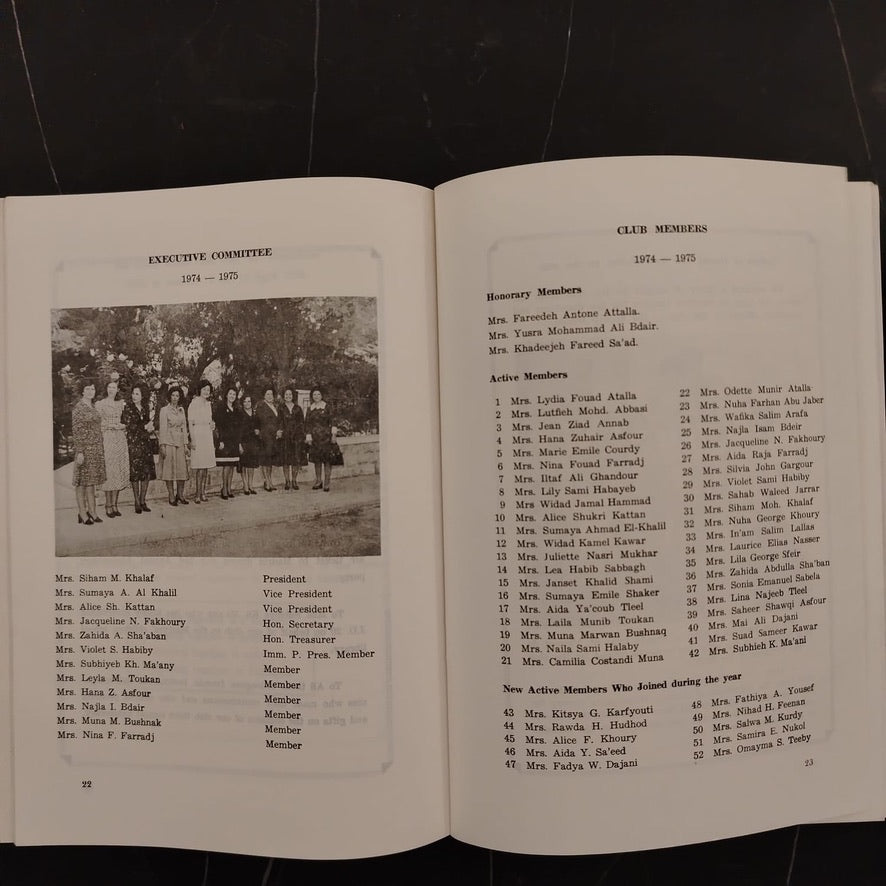 EXECUTIVE COMMITTEE
1974 — 1975
Mrs. Siham M. Khalaf President
Mrs. Sumaya A. Al Khalil Vice President
Mrs. Alice Sh. Kattan Vice President
Mrs. Jacqueline N. Fakhoury Hon. Secretary
Mrs. Zahida A. Sha'aban Hon. Treasurer
Mrs. Violet S. Habiby Imm. P. Pres. Member
Mrs. Subhiyeb Kh. Ma'any Member
Mrs. Leyla M. Toukan Member
Mrs. Hana Z. Asfour Member
Mrs. Najla I. Bdair Member
Mrs. Muna M. Bushnak Member
Mrs. Nina F. Farradj Member
22
CLUB MEMBERS
1974 — 1975
Honorary Members
Mrs. Fareedeh Antone Attalla.
Mrs. Yusra Mohammad Ali Bdair.
Mrs. Khadeejeh Fareed Sa'ad.
Active Members
1 Mrs. Lydia Fouad Atalla
2 Mrs. Lutfieh Mohd. Abbasi
3 Mrs. Jean Ziad Annab
4 Mrs. Hana Zuhair Asfour
5 Mrs. Marie Emile Courdy
6 Mrs. Nina Fouad Farradj
7 Mrs. Iltaf Ali Ghandour
8 Mrs. Lily Sami Habayeb
9 Mrs Widad Jamal Hammad
10 Mrs. Alice Shukri Kattan
11 Mrs. Sumaya Ahmad El-Khalil
12 Mrs. Widad Kamel Kawar
13 Mrs. Juliette Nasri Mukhar
14 Mrs. Lea Habib Sabbagh
15 Mrs. Janset Khalid Shami
16 Mrs. Sumaya Emile Shaker
17 Mrs. Aida Ya'coub Tleel
18 Mrs. Laila Munib Toukan
19 Mrs. Muna Marwan Bushnaq
20 Mrs. Naila Sami Halaby
21 Mrs. Camilia Costandi Muna
22 Mrs. Odette Munir Atalla
23 Mrs. Nuha Farhan Abu Jaber
24 Mrs. Wafika Salim Arafa
25 Mrs. Najla Isam Bdeir
26 Mrs. Jacqueline N. Fakhoury
27 Mrs. Aida Raja Farradj
28 Mrs. Silvia John Gargour
29 Mrs. Violet Sami Habiby
30 Mrs. Sahab Waleed Jarrar
31 Mrs. Siham Moh. Khalaf
32 Mrs. Nuha George Khoury
33 Mrs. In'am Salim Lallas
34 Mrs. Laurice Elias Nasser
35 Mrs. Lila George Sfeir
36 Mrs. Zahida Abdulla Sha'ban
37 Mrs. Sonia Emanuel Sabela
38 Mrs. Lina Najeeb Tleel
39 Mrs. Saheer Shawqi Asfour
40 Mrs. Mai Ali Dajani
41 Mrs. Suad Sameer Kawar
42 Mrs. Subhieh K. Ma'ani
New Active Members Who Joined during the year
43 Mrs. Kitsya G. Karfyouti
44 Mrs. Rawda H. Hudhod
45 Mrs. Alice F. Khoury
46 Mrs. Aida Y. Sa'eed
47 Mrs. Fadya W. Dajani
48 Mrs. Fathiya A. Yousef
49 Mrs. Nihad H. Feenan
50 Mrs. Salwa M. Kurdy
51 Mrs. Samira E. Nukol
52 Mrs. Omayma S. Teeby
23